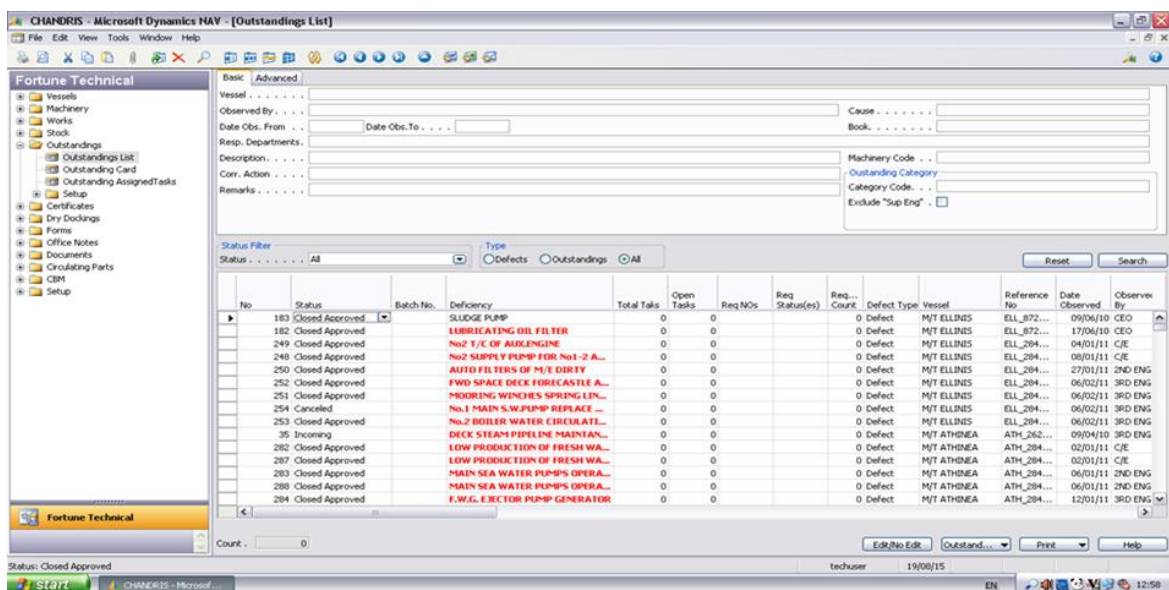 CHANDRIS - Microsoft Dynamics NAV - [Outstandings List]
File Edit View Tools Window Help
Fortune Technical
Vessels
Machinery
Works
Stock
Outstandings
Outstandings List
Outstanding Card
Outstanding AssignedTasks
Setup
Certificates
Dry Dockings
Forms
Office Notes
Documents
Circulating Parts
CBM
Setup
Fortune Technical
Basic Advanced
Vessel . . . . . . .
Observed By. . . . Cause . . . . . . .
Date Obs. From . . Date Obs.To . . . . Book. . . . . . . .
Resp. Departments.
Description. . . . . Machinery Code . .
Corr. Action . . . . Oustanding Category
Remarks . . . . . . Category Code. . .
Exclude "Sup Eng" .
Status Filter Type
Status . . . . . . . All Defects Outstandings All Reset Search
No Status Batch No. Deficiency Total Taks Open Tasks Req NOs Req Status(es) Req... Count Defect Type Vessel Reference No Date Observed Observed By
183 Closed Approved SLUDGE PUMP 0 0 0 Defect M/T ELLINIS ELL_872... 09/06/10 CEO
182 Closed Approved LUBRICATING OIL FILTER 0 0 0 Defect M/T ELLINIS ELL_872... 17/06/10 CEO
249 Closed Approved No2 T/C OF AUX.ENGINE 0 0 0 Defect M/T ELLINIS ELL_284... 04/01/11 C/E
248 Closed Approved No2 SUPPLY PUMP FOR No1-2 A... 0 0 0 Defect M/T ELLINIS ELL_284... 08/01/11 C/E
250 Closed Approved AUTO FILTERS OF M/E DIRTY 0 0 0 Defect M/T ELLINIS ELL_284... 27/01/11 2ND ENG
252 Closed Approved FWD SPACE DECK FORECASTLE A... 0 0 0 Defect M/T ELLINIS ELL_284... 06/02/11 3RD ENG
251 Closed Approved MOORING WINCHES SPRING LIN... 0 0 0 Defect M/T ELLINIS ELL_284... 06/02/11 3RD ENG
254 Canceled No.1 MAIN S.W.PUMP REPLACE ... 0 0 0 Defect M/T ELLINIS ELL_284... 06/02/11 3RD ENG
253 Closed Approved No.2 BOILER WATER CIRCULATI... 0 0 0 Defect M/T ELLINIS ELL_284... 06/02/11 3RD ENG
35 Incoming DECK STEAM PIPELINE MAINTAN... 0 0 0 Defect M/T ATHINEA ATH_262... 09/04/10 3RD ENG
282 Closed Approved LOW PRODUCTION OF FRESH WA... 0 0 0 Defect M/T ATHINEA ATH_284... 02/01/11 C/E
287 Closed Approved LOW PRODUCTION OF FRESH WA... 0 0 0 Defect M/T ATHINEA ATH_284... 02/01/11 C/E
283 Closed Approved MAIN SEA WATER PUMPS OPERA... 0 0 0 Defect M/T ATHINEA ATH_284... 06/01/11 2ND ENG
288 Closed Approved MAIN SEA WATER PUMPS OPERA... 0 0 0 Defect M/T ATHINEA ATH_284... 06/01/11 2ND ENG
284 Closed Approved F.W.G. EJECTOR PUMP GENERATOR 0 0 0 Defect M/T ATHINEA ATH_284... 12/01/11 3RD ENG
Count . 0 Edit/No Edit Outstand... Print Help
Status: Closed Approved techuser 19/08/15
start CHANDRIS - Microsof... EN 12:58